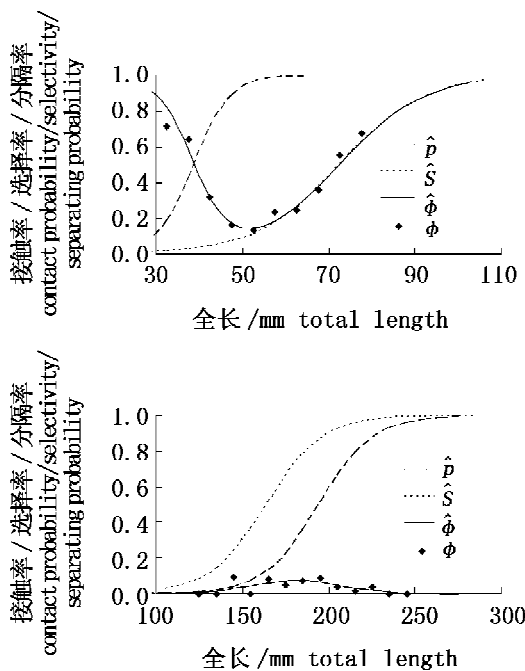 接触率/选择率/分隔率
contact probability/selectivity/
separating probability
1.0
0.8
0.6
0.4
0.2
0.0
30 50 70 90 110
p̂
Ŝ
Φ̂
Φ
全长/mm total length
接触率/选择率/分隔率
contact probability/selectivity/
separating probability
1.0
0.8
0.6
0.4
0.2
0.0
100 150 200 250 300
p̂
Ŝ
Φ̂
Φ
全长/mm total length